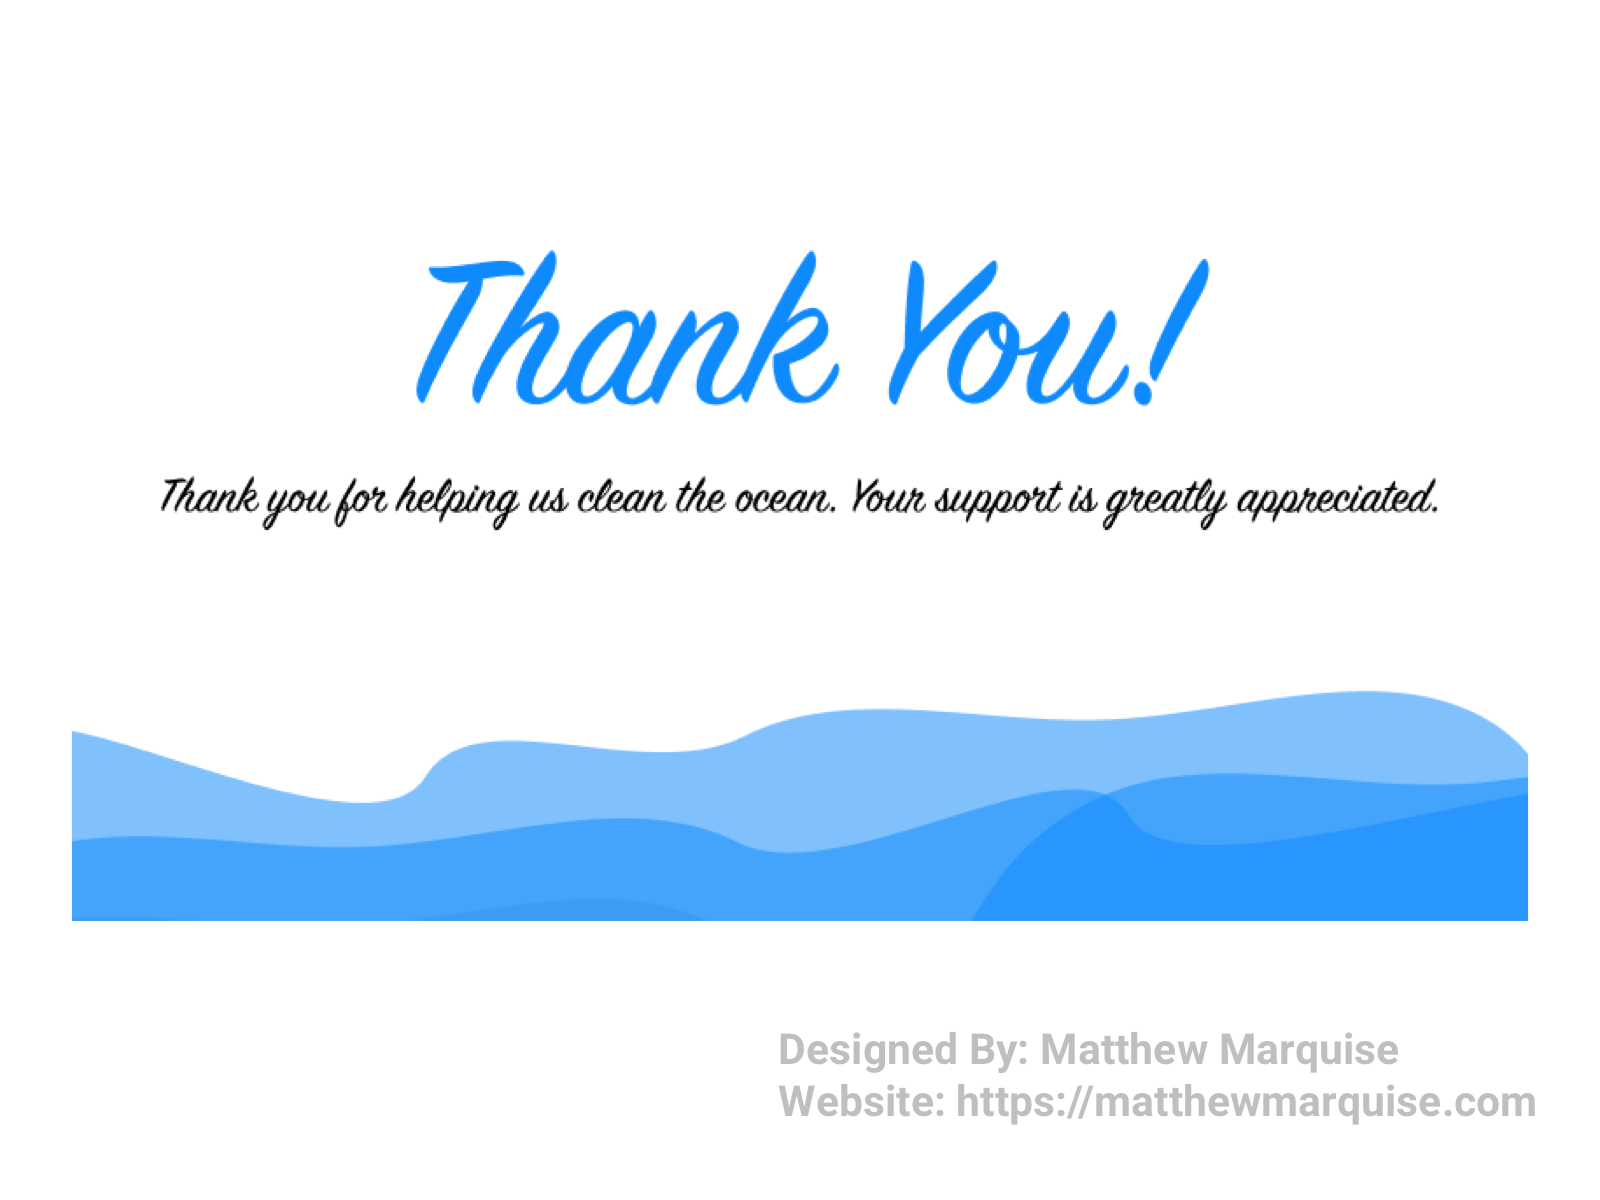 Thank You!
Thank you for helping us clean the ocean. Your support is greatly appreciated.
Designed By: Matthew Marquise
Website: https://matthewmarquise.com